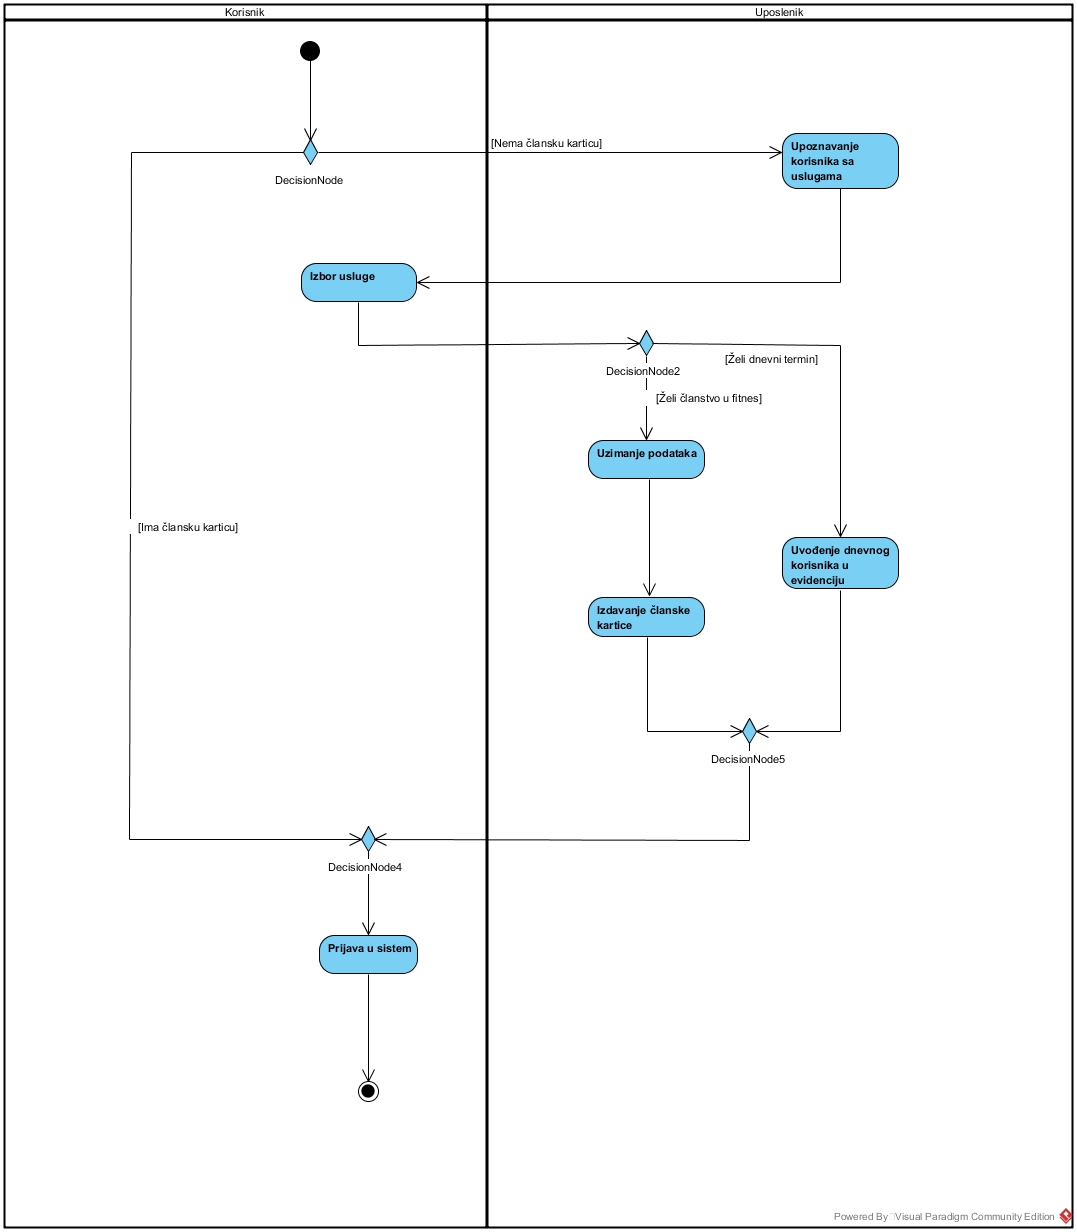 Korisnik
Uposlenik
[Nema člansku karticu]
Upoznavanje
korisnika sa
uslugama
DecisionNode
Izbor usluge
[Želi dnevni termin]
DecisionNode2
[Želi članstvo u fitnes]
Uzimanje podataka
[Ima člansku karticu]
Uvođenje dnevnog
korisnika u
evidenciju
Izdavanje članske
kartice
DecisionNode5
DecisionNode4
Prijava u sistem
Powered By Visual Paradigm Community Edition